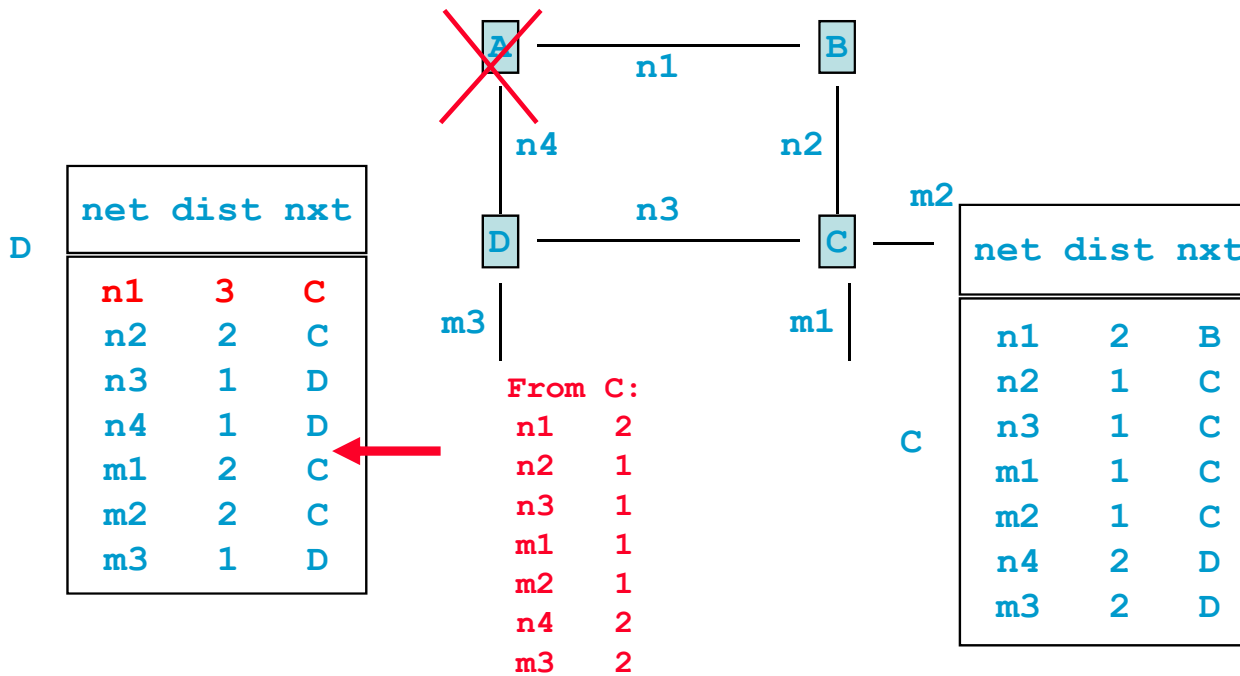 A
B
n1
n4
n2
n3
m2
D
C
m3
m1
D
net dist nxt
n1 3 C
n2 2 C
n3 1 D
n4 1 D
m1 2 C
m2 2 C
m3 1 D
From C:
n1 2
n2 1
n3 1
m1 1
m2 1
n4 2
m3 2
C
net dist nxt
n1 2 B
n2 1 C
n3 1 C
m1 1 C
m2 1 C
n4 2 D
m3 2 D